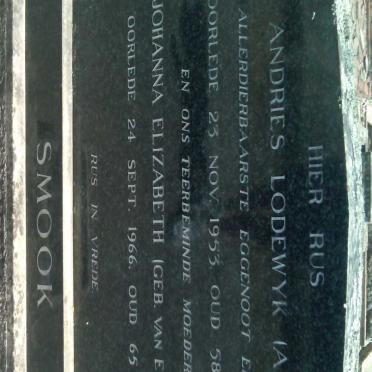 HIER RUS
ANDRIES LODEWYK (A
ALLERDIERBAARSTE EGGENOOT E
OORLEDE 23 NOV. 1953. OUD 58
EN ONS TEERBEMINDE MOEDER
JOHANNA ELIZABETH (GEB. VAN E
OORLEDE 24 SEPT. 1966. OUD 65
RUS IN VREDE
SMOOK